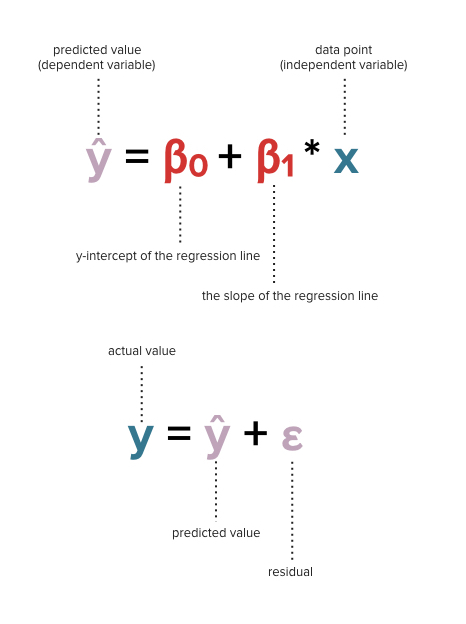 predicted value
(dependent variable)
data point
(independent variable)
ŷ = β0 + β1 * x
y-intercept of the regression line
the slope of the regression line
actual value
y = ŷ + ε
predicted value
residual